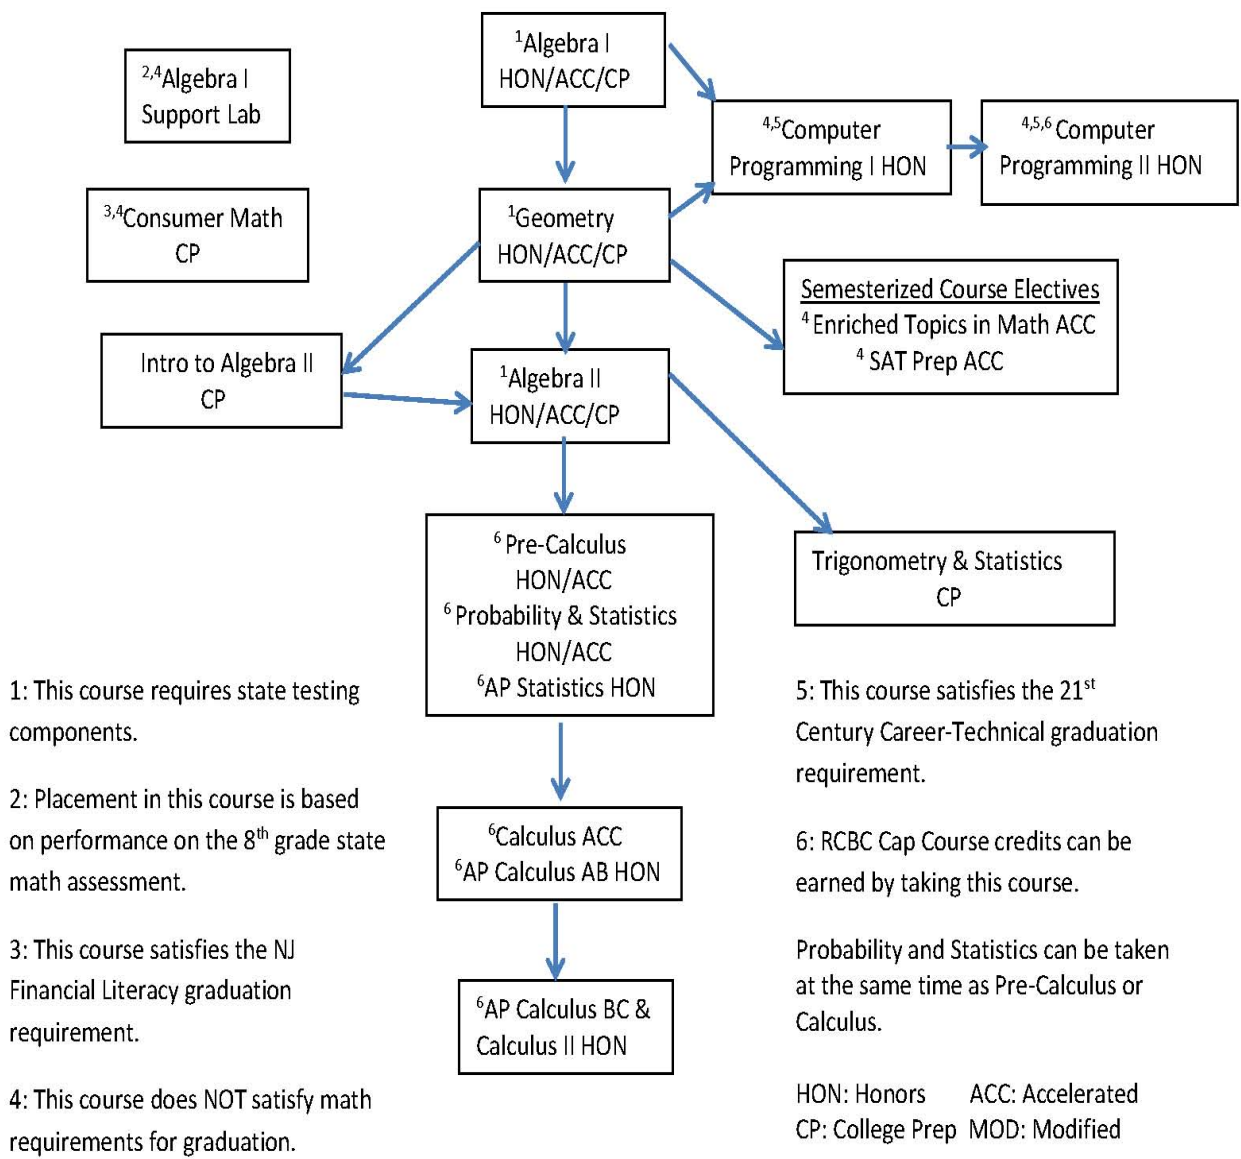 ¹Algebra I
HON/ACC/CP
²,⁴Algebra I
Support Lab
⁴,⁵Computer
Programming I HON
⁴,⁵,⁶ Computer
Programming II HON
³,⁴Consumer Math
CP
¹Geometry
HON/ACC/CP
Semesterized Course Electives
⁴ Enriched Topics in Math ACC
⁴ SAT Prep ACC
Intro to Algebra II
CP
¹Algebra II
HON/ACC/CP
⁶ Pre-Calculus
HON/ACC
⁶ Probability & Statistics
HON/ACC
⁶AP Statistics HON
Trigonometry & Statistics
CP
⁶Calculus ACC
⁶AP Calculus AB HON
⁶AP Calculus BC &
Calculus II HON
1: This course requires state testing
components.
2: Placement in this course is based
on performance on the 8th grade state
math assessment.
3: This course satisfies the NJ
Financial Literacy graduation
requirement.
4: This course does NOT satisfy math
requirements for graduation.
5: This course satisfies the 21st
Century Career-Technical graduation
requirement.
6: RCBC Cap Course credits can be
earned by taking this course.
Probability and Statistics can be taken
at the same time as Pre-Calculus or
Calculus.
HON: Honors ACC: Accelerated
CP: College Prep MOD: Modified